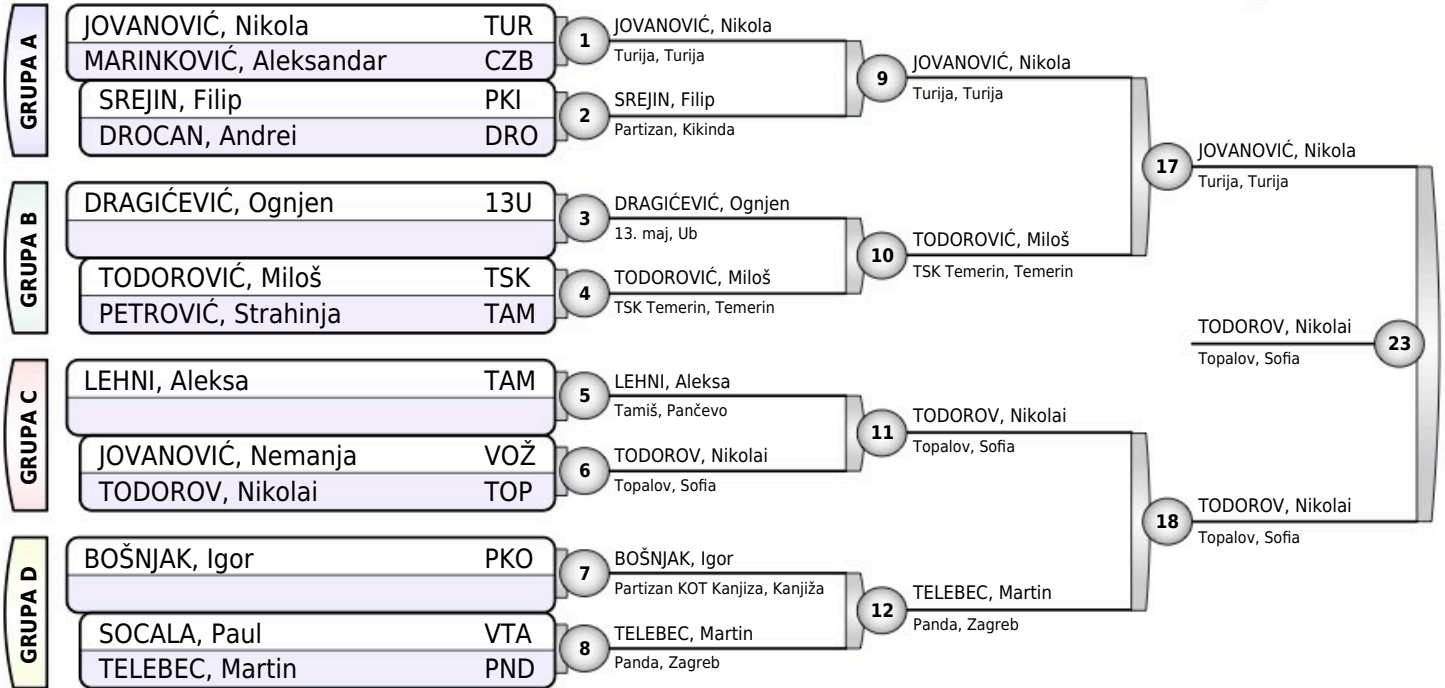 GRUPA A
JOVANOVIĆ, Nikola TUR
MARINKOVIĆ, Aleksandar CZB
SREJIN, Filip PKI
DROCAN, Andrei DRO
1
JOVANOVIĆ, Nikola
Turija, Turija
2
SREJIN, Filip
Partizan, Kikinda
9
JOVANOVIĆ, Nikola
Turija, Turija
GRUPA B
DRAGIĆEVIĆ, Ognjen 13U
TODOROVIĆ, Miloš TSK
PETROVIĆ, Strahinja TAM
3
DRAGIĆEVIĆ, Ognjen
13. maj, Ub
4
TODOROVIĆ, Miloš
TSK Temerin, Temerin
10
TODOROVIĆ, Miloš
TSK Temerin, Temerin
17
JOVANOVIĆ, Nikola
Turija, Turija
GRUPA C
LEHNI, Aleksa TAM
JOVANOVIĆ, Nemanja VOŽ
TODOROV, Nikolai TOP
5
LEHNI, Aleksa
Tamiš, Pančevo
6
TODOROV, Nikolai
Topalov, Sofia
11
TODOROV, Nikolai
Topalov, Sofia
GRUPA D
BOŠNJAK, Igor PKO
SOCALA, Paul VTA
TELEBEC, Martin PND
7
BOŠNJAK, Igor
Partizan KOT Kanjiza, Kanjiža
8
TELEBEC, Martin
Panda, Zagreb
12
TELEBEC, Martin
Panda, Zagreb
18
TODOROV, Nikolai
Topalov, Sofia
TODOROV, Nikolai
Topalov, Sofia
23